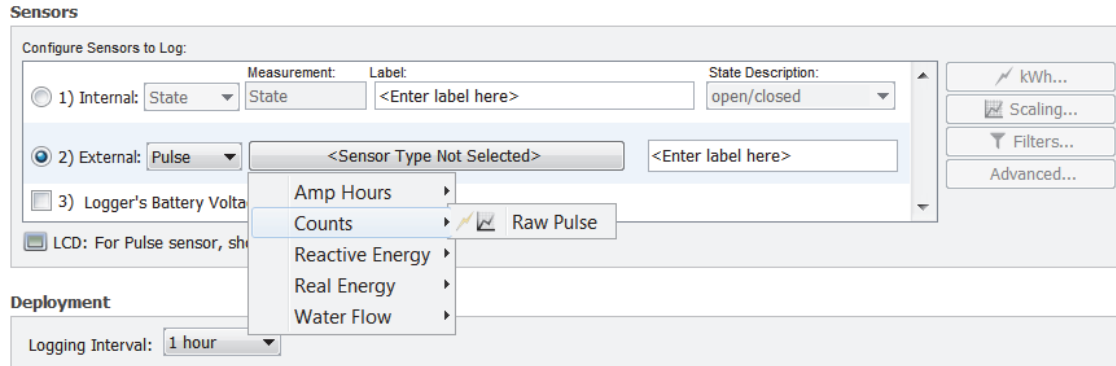 Sensors
Configure Sensors to Log:
Measurement: Label: State Description:
1) Internal: State State <Enter label here> open/closed
kWh...
Scaling...
2) External: Pulse <Sensor Type Not Selected> <Enter label here>
Filters...
Advanced...
3) Logger's Battery Volta
Amp Hours
Counts
Raw Pulse
LCD: For Pulse sensor, sho
Reactive Energy
Real Energy
Water Flow
Deployment
Logging Interval: 1 hour